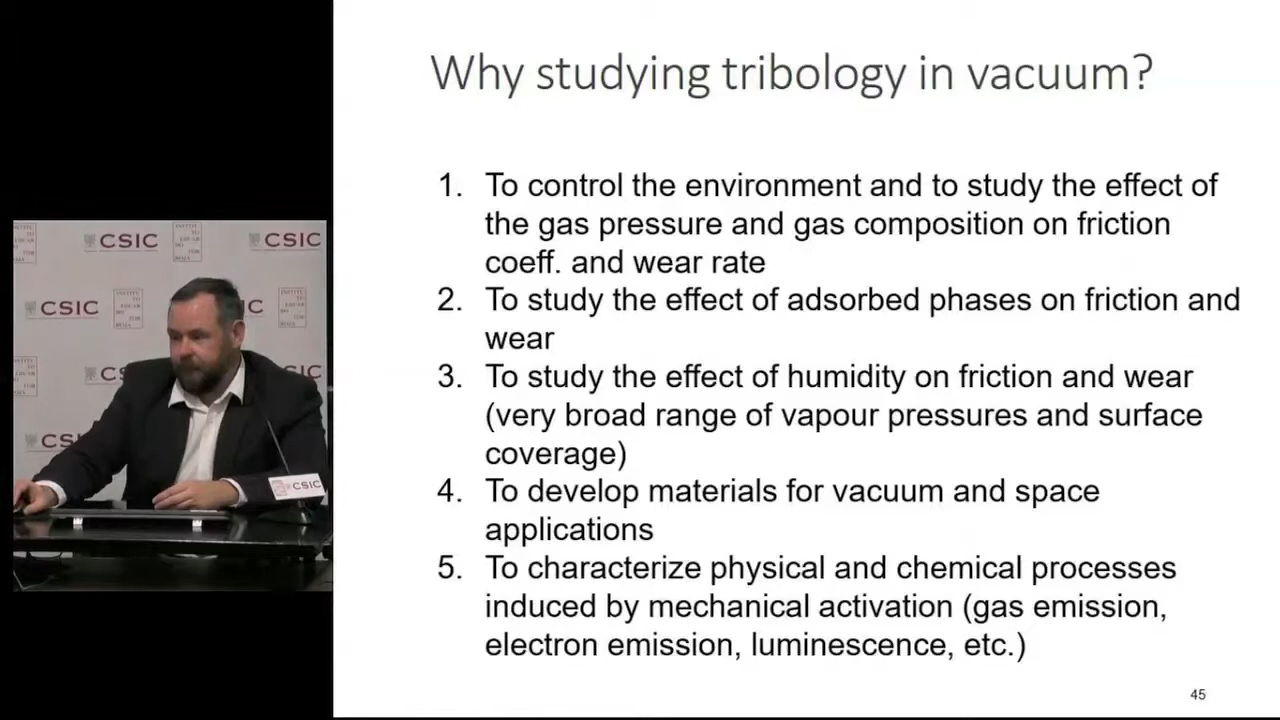 Why studying tribology in vacuum?
1. To control the environment and to study the effect of
the gas pressure and gas composition on friction
coeff. and wear rate
2. To study the effect of adsorbed phases on friction and
wear
3. To study the effect of humidity on friction and wear
(very broad range of vapour pressures and surface
coverage)
4. To develop materials for vacuum and space
applications
5. To characterize physical and chemical processes
induced by mechanical activation (gas emission,
electron emission, luminescence, etc.)
45
CSIC
CSIC
CSIC
CSIC